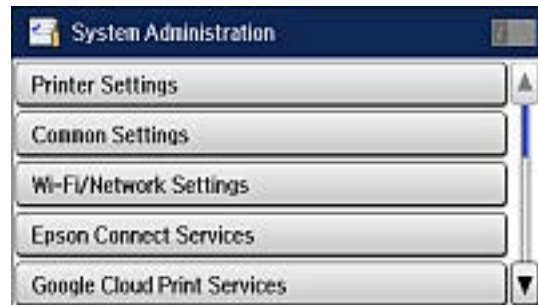 System Administration
Printer Settings
Common Settings
Wi-Fi/Network Settings
Epson Connect Services
Google Cloud Print Services